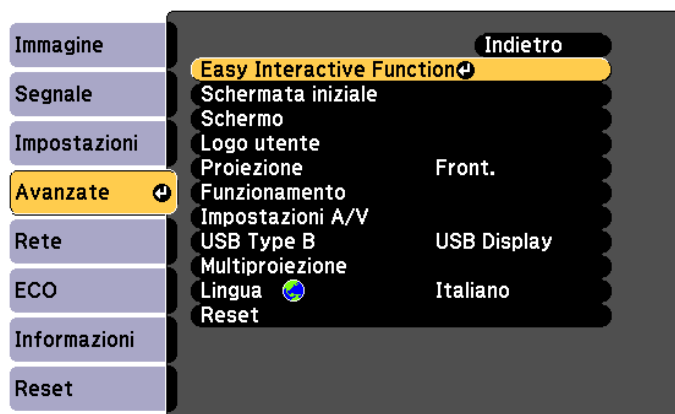 Immagine
Segnale
Impostazioni
Avanzate
Rete
ECO
Informazioni
Reset
Indietro
Easy Interactive Function
Schermata iniziale
Schermo
Logo utente
Proiezione Front.
Funzionamento
Impostazioni A/V
USB Type B USB Display
Multiproiezione
Lingua Italiano
Reset